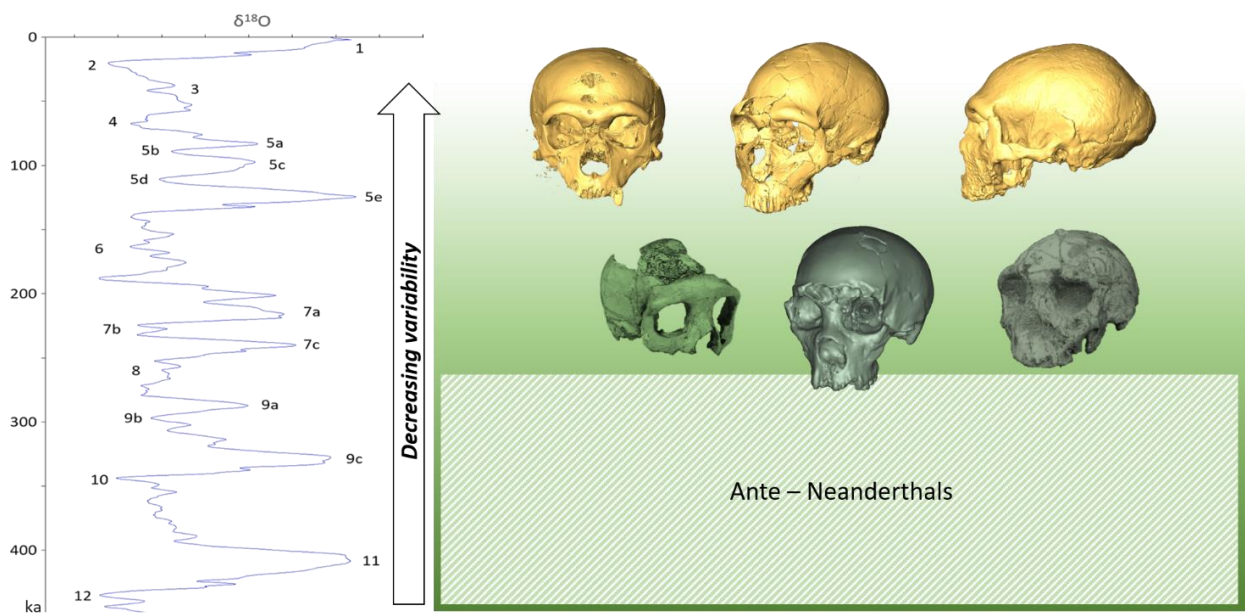 δ18O
0
1
2
3
4
5a
5b
5c
100
5d
5e
6
200
7a
7b
7c
8
9a
9b
300
9c
10
400
11
12
ka
Decreasing variability
Ante – Neanderthals